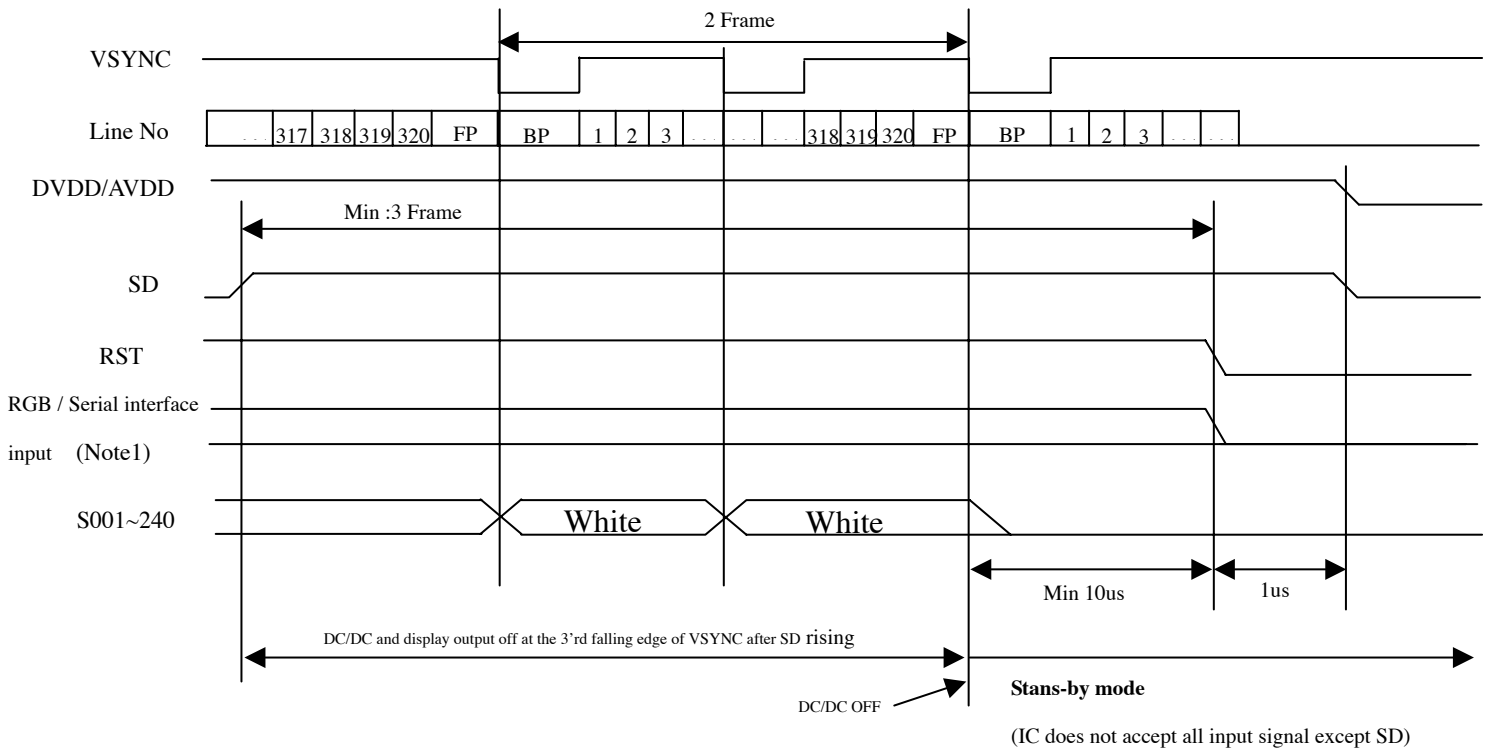 2 Frame
VSYNC
Line No ... 317 318 319 320 FP BP 1 2 3 ... ... ... 318 319 320 FP BP 1 2 3 ... ...
DVDD/AVDD
Min :3 Frame
SD
RST
RGB / Serial interface
input (Note1)
S001~240 White White
Min 10us 1us
DC/DC and display output off at the 3'rd falling edge of VSYNC after SD rising
Stans-by mode
DC/DC OFF
(IC does not accept all input signal except SD)